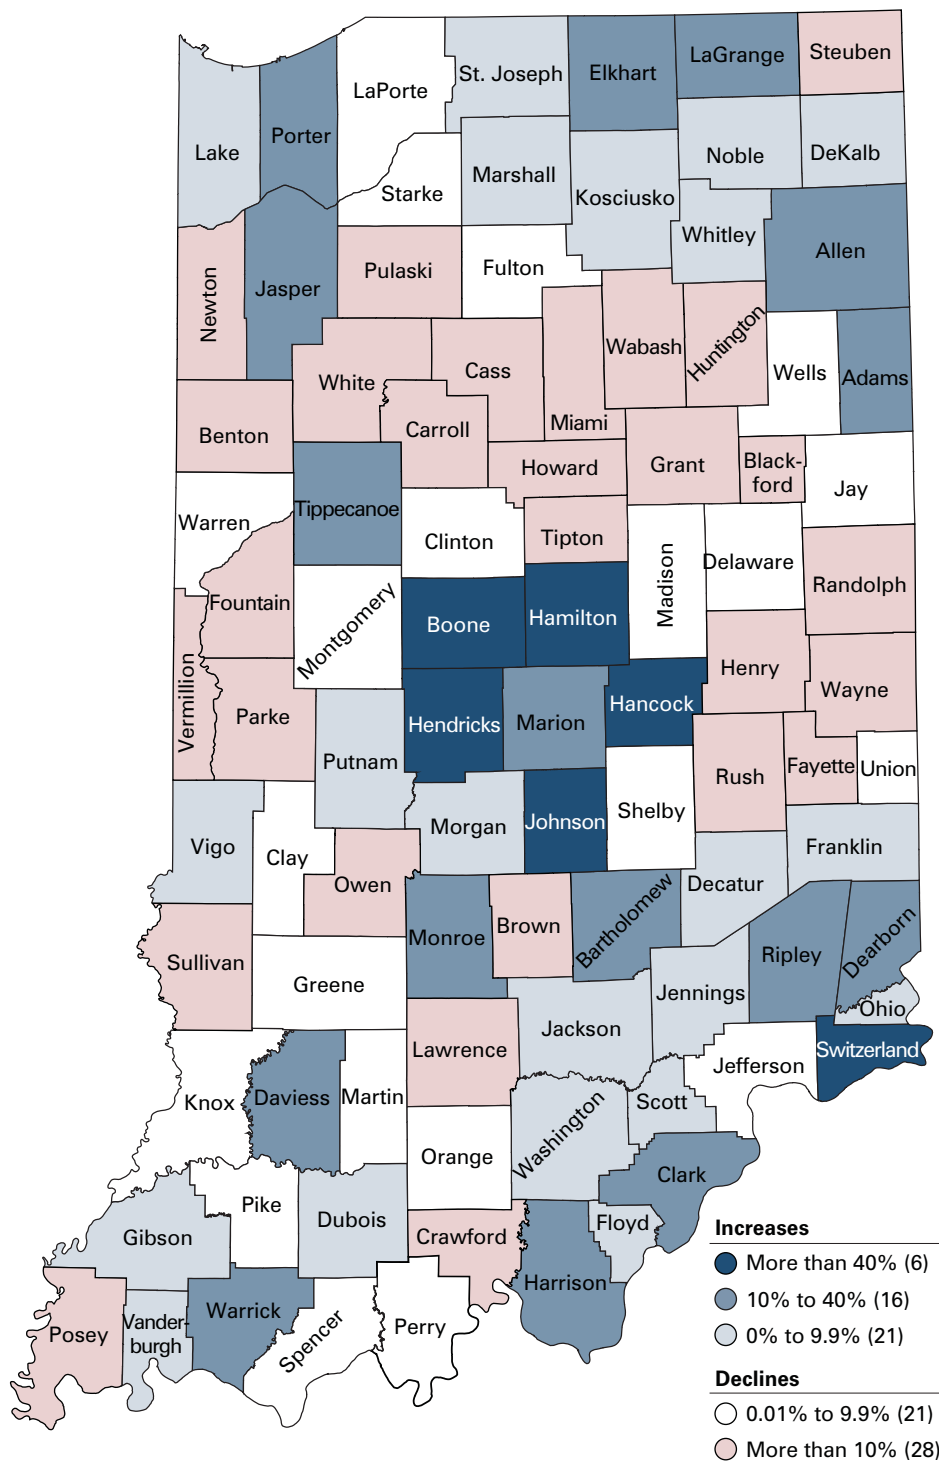 St. Joseph
Elkhart
LaGrange
Steuben
LaPorte
Porter
Lake
Starke
Marshall
Kosciusko
Noble
DeKalb
Whitley
Allen
Newton
Jasper
Pulaski
Fulton
White
Cass
Miami
Wabash
Huntington
Wells
Adams
Benton
Carroll
Howard
Grant
Black-
ford
Jay
Warren
Tippecanoe
Clinton
Tipton
Madison
Delaware
Randolph
Fountain
Montgomery
Boone
Hamilton
Henry
Wayne
Vermillion
Parke
Putnam
Hendricks
Marion
Hancock
Rush
Fayette
Union
Vigo
Clay
Owen
Morgan
Johnson
Shelby
Decatur
Franklin
Sullivan
Greene
Monroe
Brown
Bartholomew
Jennings
Ripley
Dearborn
Ohio
Switzerland
Knox
Daviess
Martin
Lawrence
Jackson
Jefferson
Scott
Orange
Washington
Clark
Gibson
Pike
Dubois
Crawford
Floyd
Harrison
Posey
Vander-
burgh
Warrick
Spencer
Perry
Increases
More than 40% (6)
10% to 40% (16)
0% to 9.9% (21)
Declines
0.01% to 9.9% (21)
More than 10% (28)